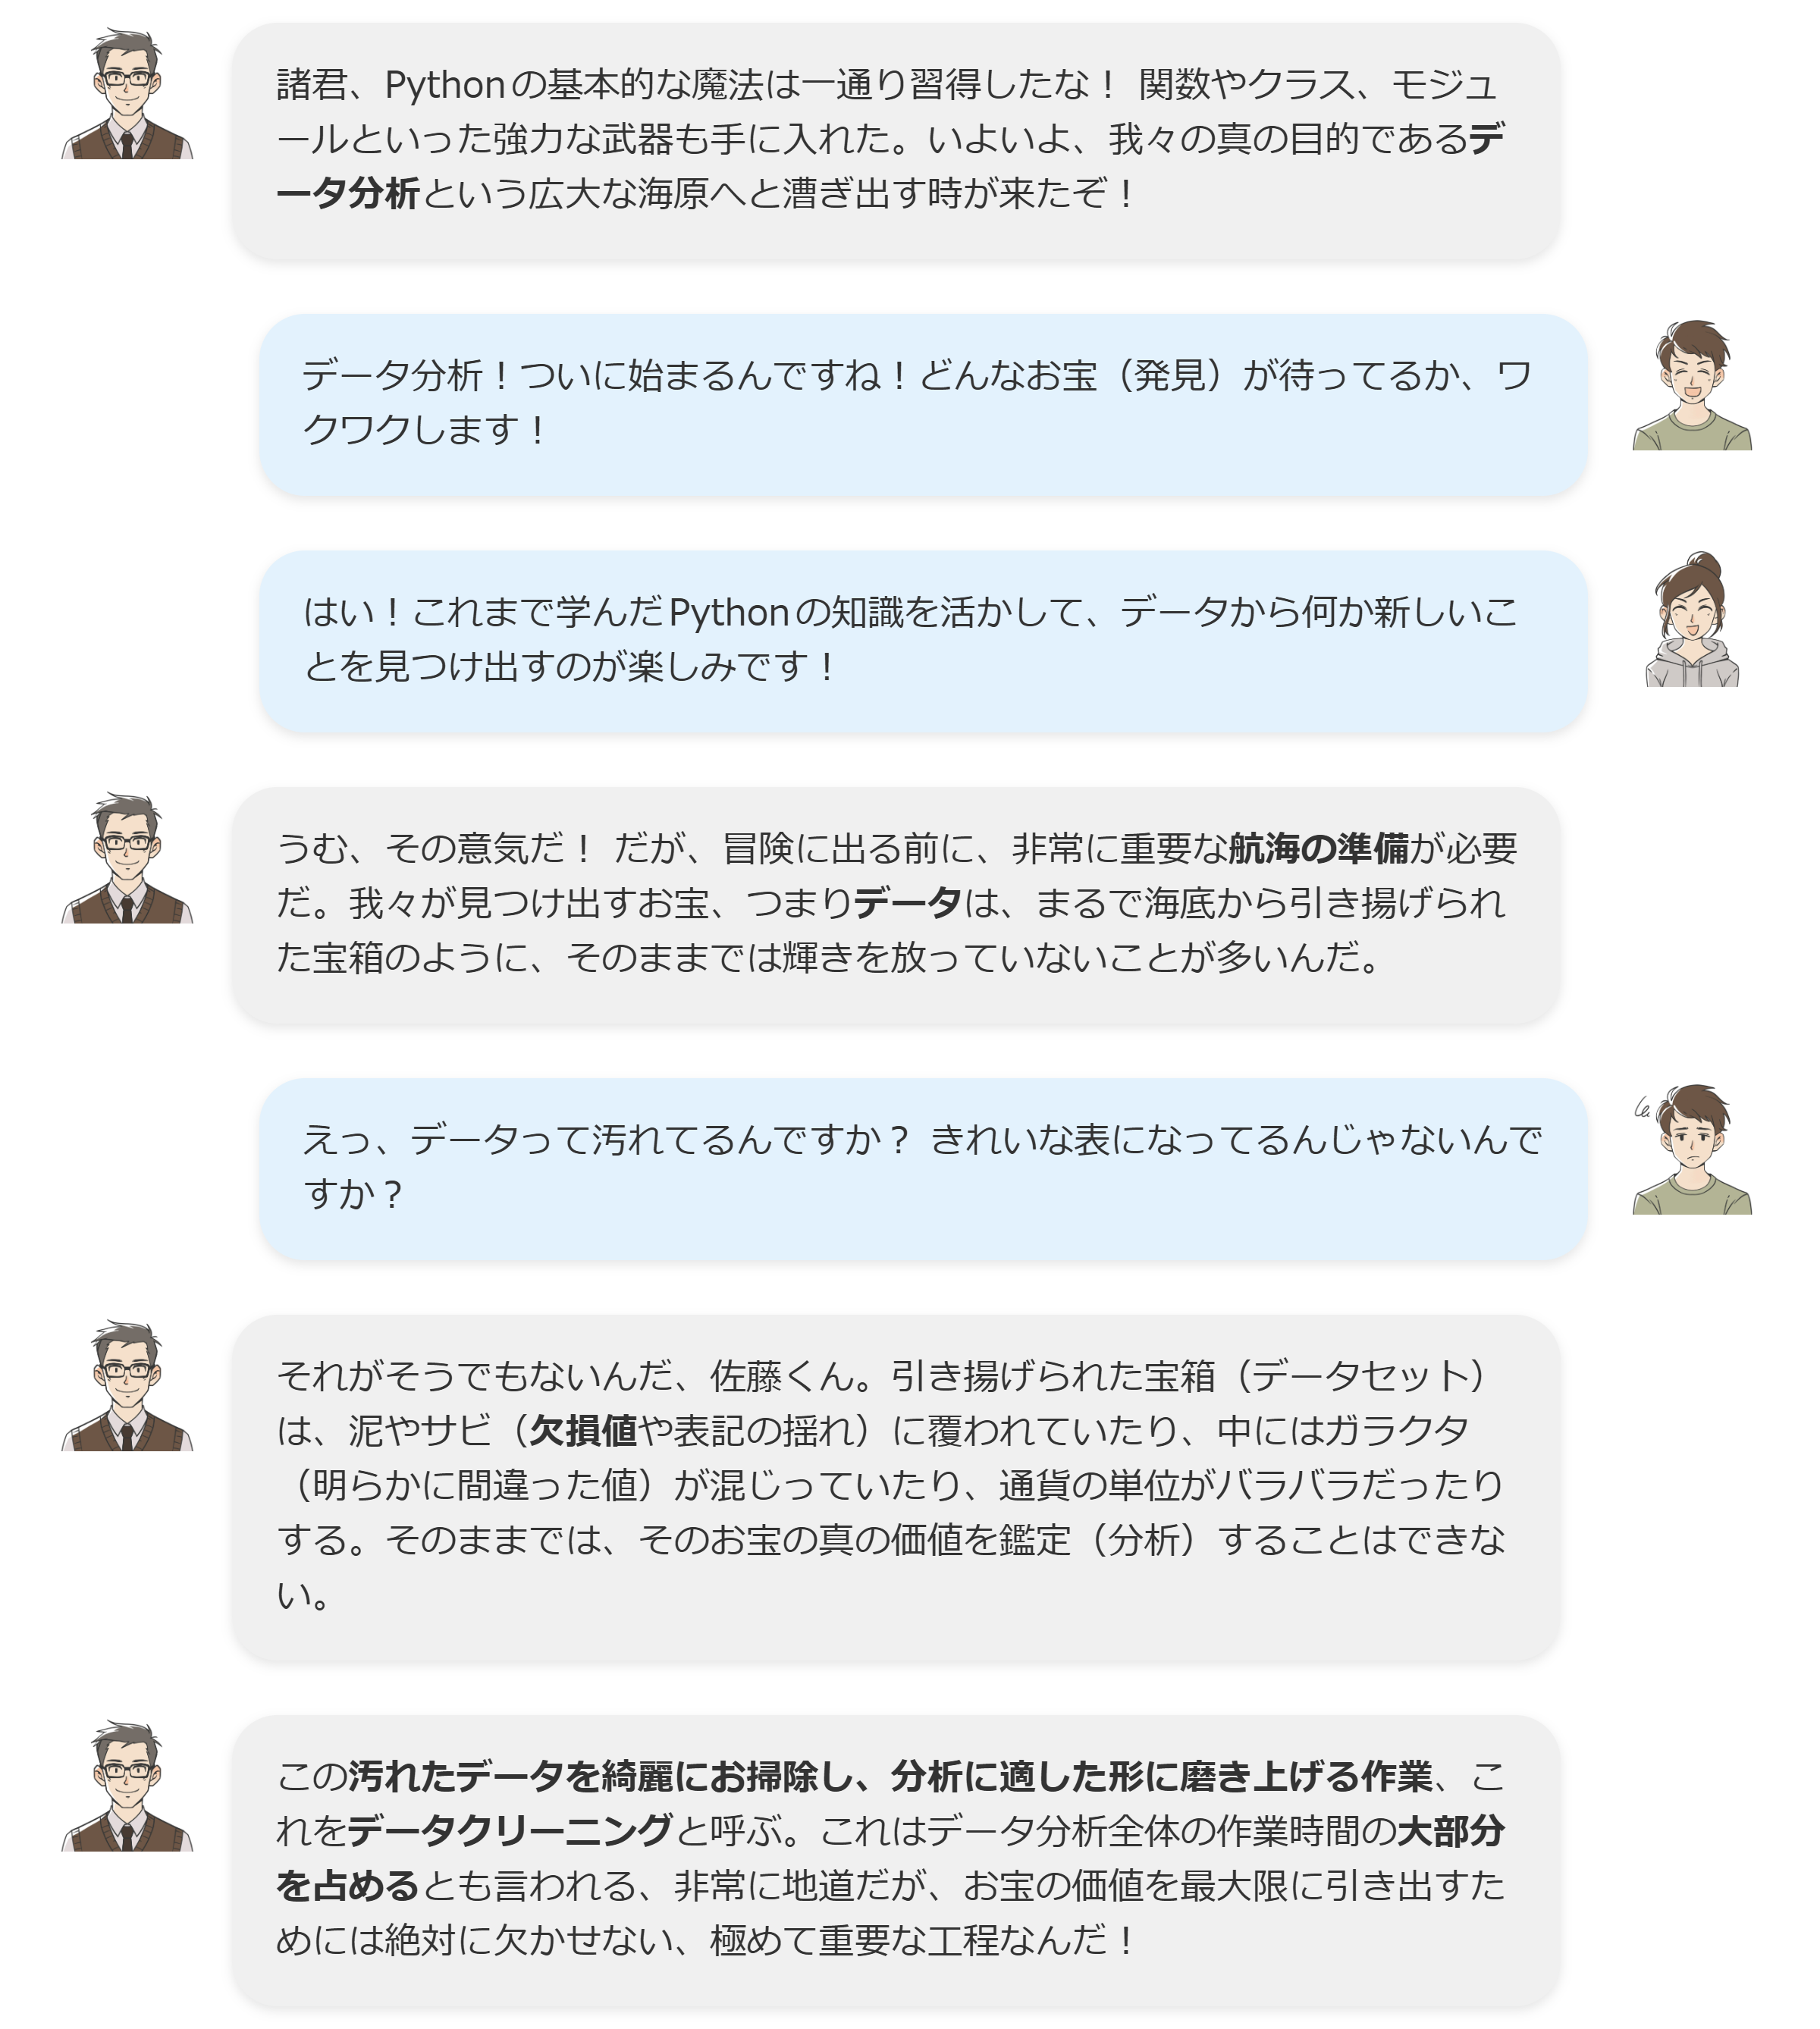 諸君、Pythonの基本的な魔法は一通り習得したな！ 関数やクラス、モジュ
ールといった強力な武器も手に入れた。いよいよ、我々の真の目的であるデ
ータ分析という広大な海原へと漕ぎ出す時が来たぞ！
データ分析！ついに始まるんですね！どんなお宝（発見）が待ってるか、ワ
クワクします！
はい！これまで学んだPythonの知識を活かして、データから何か新しいこ
とを見つけ出すのが楽しみです！
うむ、その意気だ！ だが、冒険に出る前に、非常に重要な航海の準備が必要
だ。我々が見つけ出すお宝、つまりデータは、まるで海底から引き揚げられ
た宝箱のように、そのままでは輝きを放っていないことが多いんだ。
えっ、データって汚れてるんですか？ きれいな表になってるんじゃないんで
すか？
それがそうでもないんだ、佐藤くん。引き揚げられた宝箱（データセット）
は、泥やサビ（欠損値や表記の揺れ）に覆われていたり、中にはガラクタ
（明らかに間違った値）が混じっていたり、通貨の単位がバラバラだったり
する。そのままでは、そのお宝の真の価値を鑑定（分析）することはできな
い。
この汚れたデータを綺麗にお掃除し、分析に適した形に磨き上げる作業、こ
れをデータクリーニングと呼ぶ。これはデータ分析全体の作業時間の大部分
を占めるとも言われる、非常に地道だが、お宝の価値を最大限に引き出すた
めには絶対に欠かせない、極めて重要な工程なんだ！